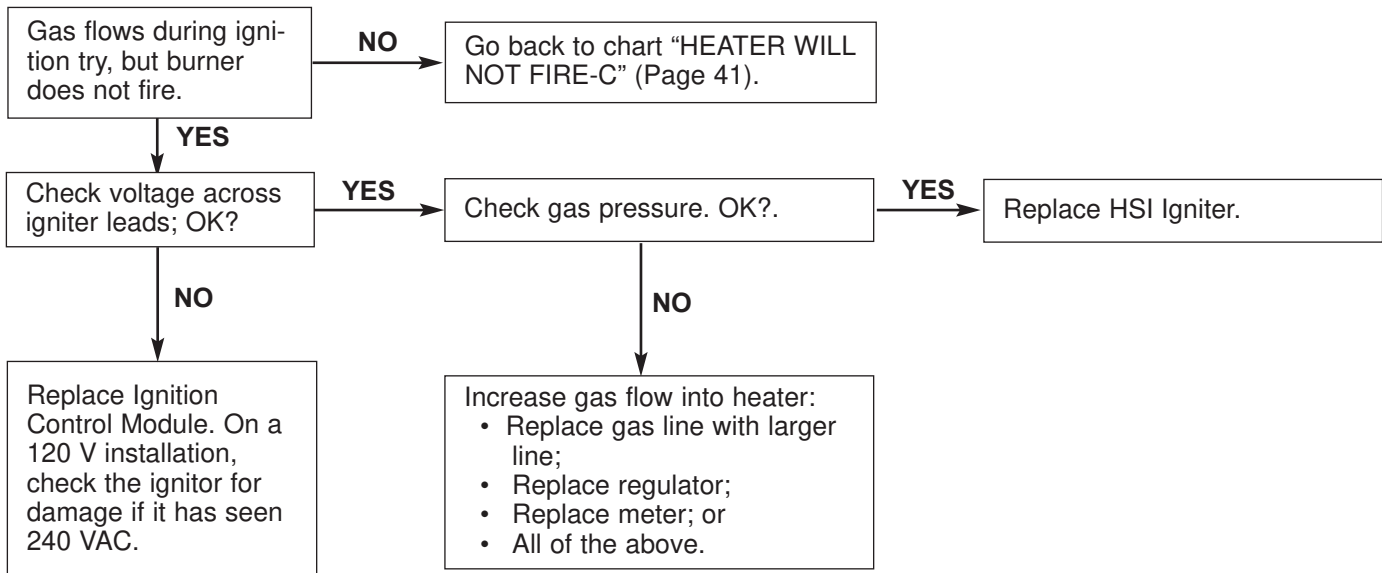 Gas flows during igni-
tion try, but burner
does not fire.
NO
Go back to chart “HEATER WILL
NOT FIRE-C” (Page 41).
YES
Check voltage across
igniter leads; OK?
YES
Check gas pressure. OK?.
YES
Replace HSI Igniter.
NO
Replace Ignition
Control Module. On a
120 V installation,
check the ignitor for
damage if it has seen
240 VAC.
NO
Increase gas flow into heater:
• Replace gas line with larger
line;
• Replace regulator;
• Replace meter; or
• All of the above.